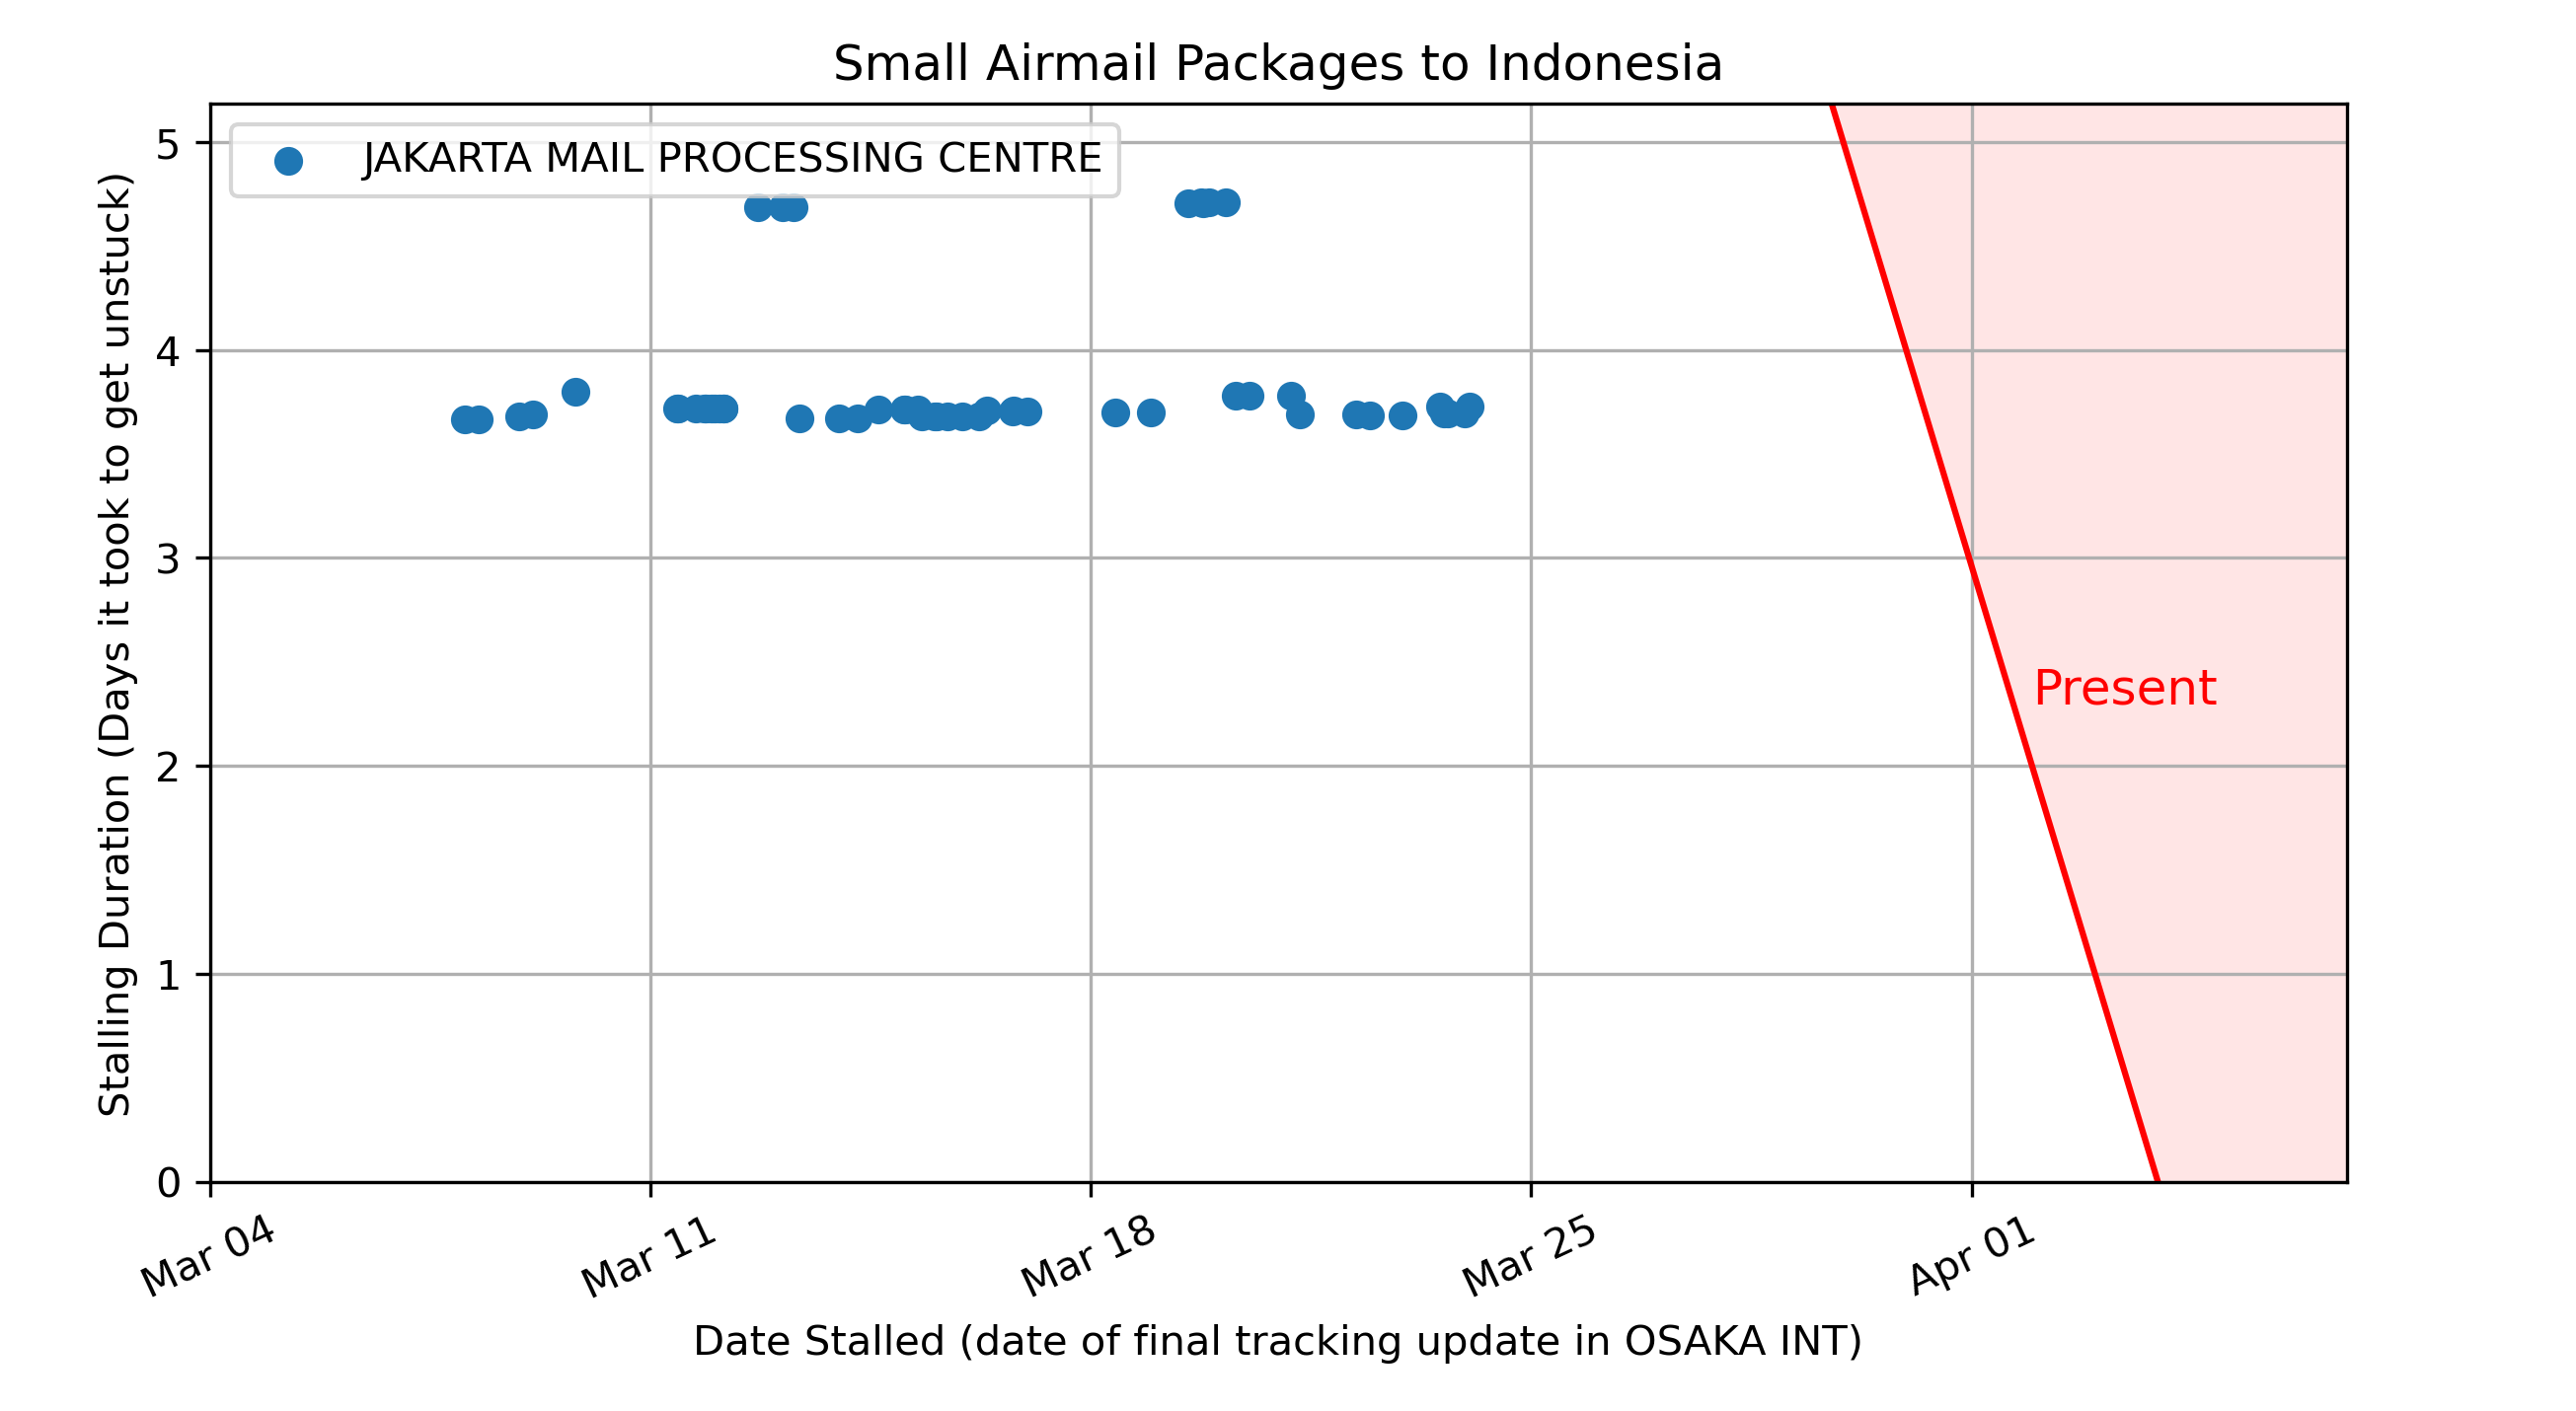 Small Airmail Packages to Indonesia
JAKARTA MAIL PROCESSING CENTRE
Stalling Duration (Days it took to get unstuck)
5
4
3
2
1
0
Present
Mar 04
Mar 11
Mar 18
Mar 25
Apr 01
Date Stalled (date of final tracking update in OSAKA INT)